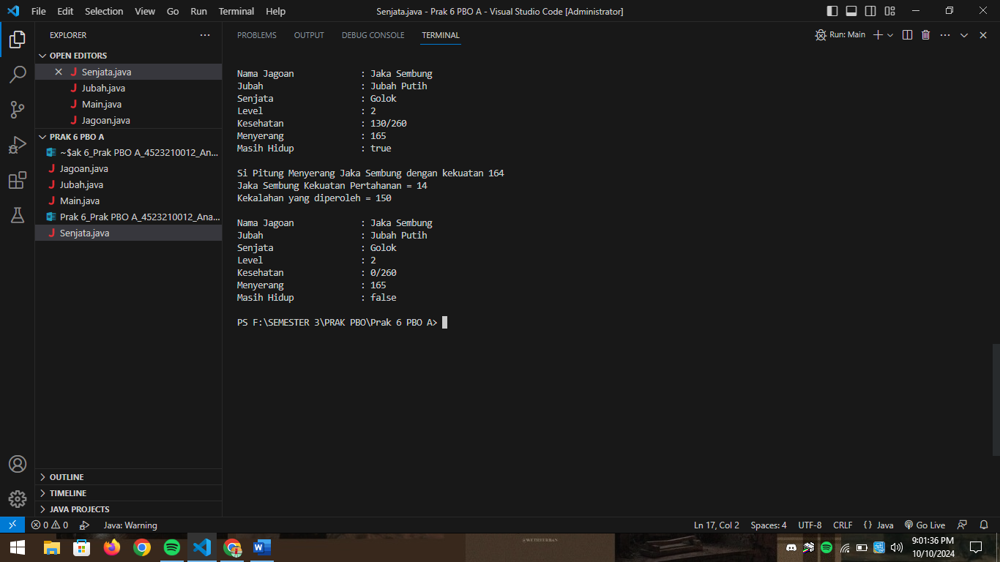 File Edit Selection View Go Run Terminal Help
Senjata.java - Prak 6 PBO A - Visual Studio Code [Administrator]
EXPLORER
OPEN EDITORS
Senjata.java
Jubah.java
Main.java
Jagoan.java
PRAK 6 PBO A
~$ak 6_Prak PBO A_4523210012_An...
Jagoan.java
Jubah.java
Main.java
Prak 6_Prak PBO A_4523210012_Ana...
Senjata.java
OUTLINE
TIMELINE
JAVA PROJECTS
PROBLEMS OUTPUT DEBUG CONSOLE TERMINAL
Run: Main
Nama Jagoan : Jaka Sembung
Jubah : Jubah Putih
Senjata : Golok
Level : 2
Kesehatan : 130/260
Menyerang : 165
Masih Hidup : true
Si Pitung Menyerang Jaka Sembung dengan kekuatan 164
Jaka Sembung Kekuatan Pertahanan = 14
Kekalahan yang diperoleh = 150
Nama Jagoan : Jaka Sembung
Jubah : Jubah Putih
Senjata : Golok
Level : 2
Kesehatan : 0/260
Menyerang : 165
Masih Hidup : false
PS F:\SEMESTER 3\PRAK PBO\Prak 6 PBO A>
0 0 Java: Warning
Ln 17, Col 2 Spaces: 4 UTF-8 CRLF {} Java Go Live
9:01:36 PM
10/10/2024